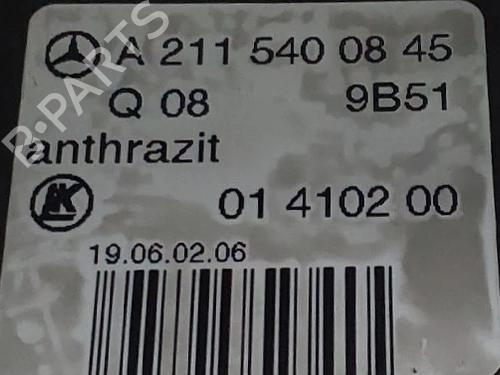 A 211 540 08 45
Q 08 9B51
anthrazit
01 4102 00
19.06.02.06
B-PARTS